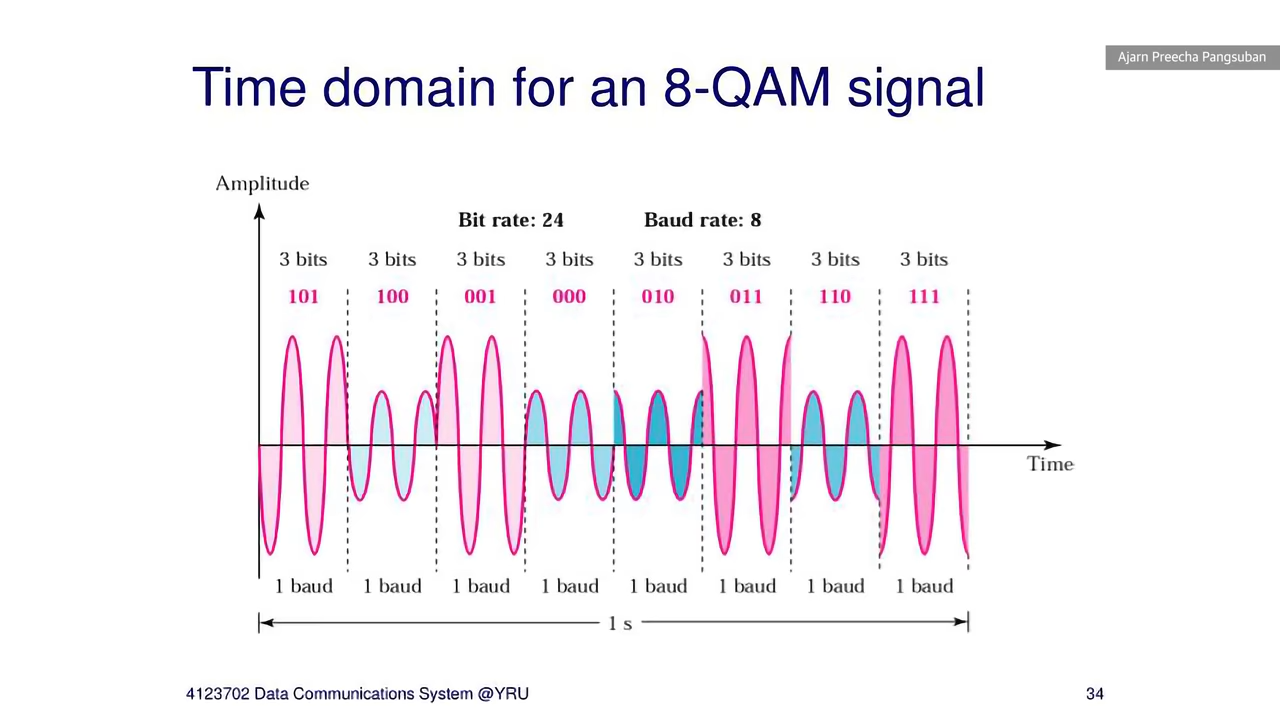 Ajarn Preecha Pangsuban
Time domain for an 8-QAM signal
Amplitude
Bit rate: 24 Baud rate: 8
3 bits 3 bits 3 bits 3 bits 3 bits 3 bits 3 bits 3 bits
101 100 001 000 010 011 110 111
Time
1 baud 1 baud 1 baud 1 baud 1 baud 1 baud 1 baud 1 baud
1 s
4123702 Data Communications System @YRU 34